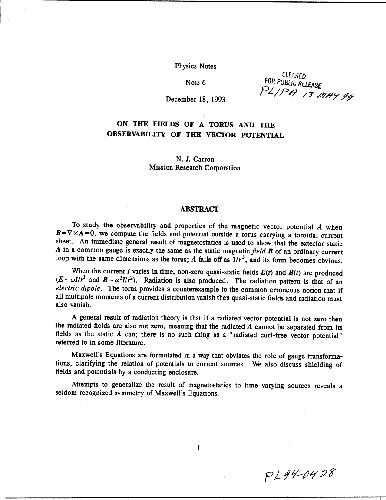 Physics Notes
Note 6
CLEARED
FOR PUBLIC RELEASE
PL/PA 13 MAY 94
December 18, 1993
ON THE FIELDS OF A TORUS AND THE
OBSERVABILITY OF THE VECTOR POTENTIAL
N. J. Carron
Mission Research Corporation
ABSTRACT
To study the observability and properties of the magnetic vector potential A when
B=∇×A=0, we compute the fields and potential outside a torus carrying a toroidal current
sheet. An immediate general result of magnetostatics is used to show that the exterior static
A in a common gauge is exactly the same as the static magnetic field B of an ordinary current
loop with the same dimensions as the torus; A falls off as 1/r³, and its form becomes obvious.
When the current I varies in time, non-zero quasi-static fields E(t) and B(t) are produced
Radiation is also produced. The radiation pattern is that of an
electric dipole. The torus provides a counterexample to the common erroneous notion that if
all multipole moments of a current distribution vanish then quasi-static fields and radiation must
also vanish.
A general result of radiation theory is that if a radiated vector potential is not zero then
the radiated fields are also not zero, meaning that the radiated A cannot be separated from its
fields as the static A can; there is no such thing as a "radiated curl-free vector potential"
referred to in some literature.
Maxwell's Equations are formulated in a way that obviates the role of gauge transforma-
tions, clarifying the relation of potentials to current sources. We also discuss shielding of
fields and potentials by a conducting enclosure.
Attempts to generalize the result of magnetostatics to time varying sources reveals a
seldom recognized symmetry of Maxwell's Equations.
1
PL 94-0428